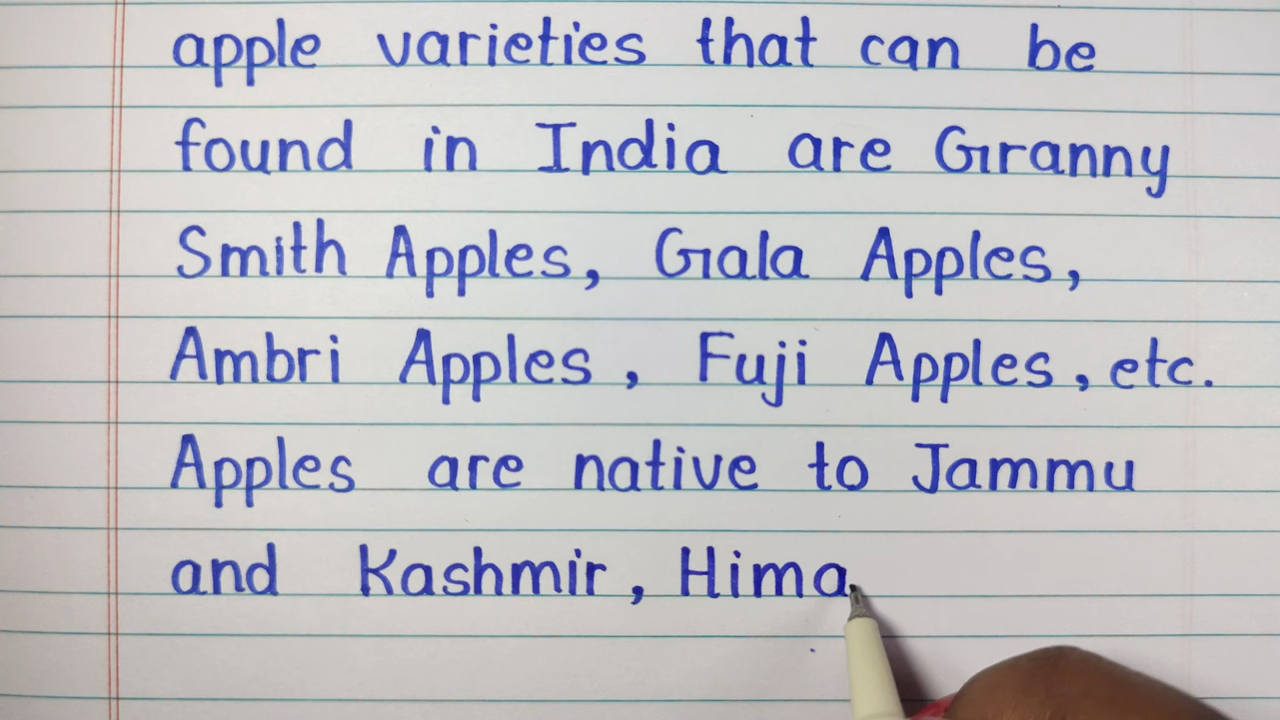 apple varieties that can be
found in India are Granny
Smith Apples, Gala Apples,
Ambri Apples, Fuji Apples, etc.
Apples are native to Jammu
and Kashmir, Hima